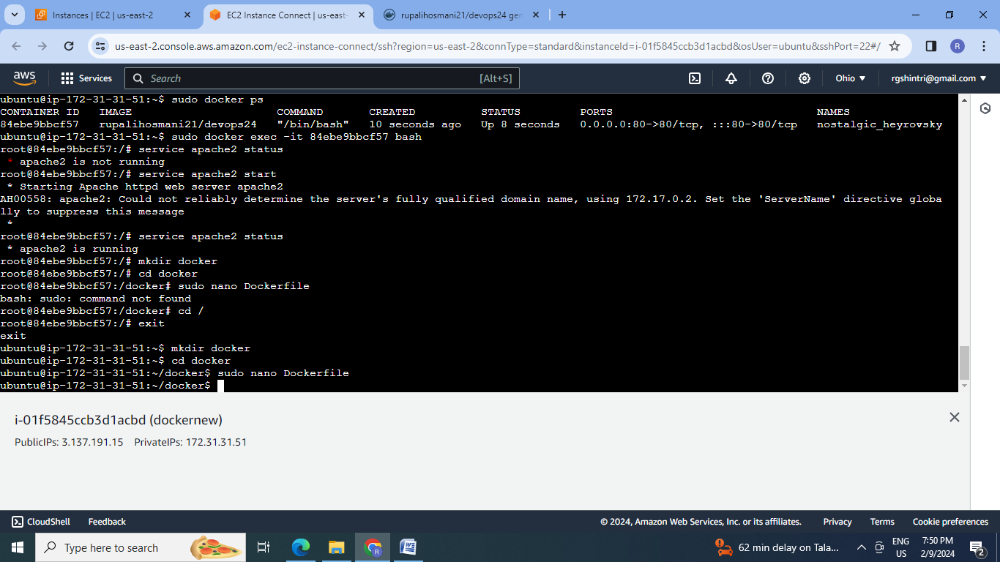 Instances | EC2 | us-east-2
EC2 Instance Connect | us-east-
rupalihosmani21/devops24 gen
us-east-2.console.aws.amazon.com/ec2-instance-connect/ssh?region=us-east-2&connType=standard&instanceId=i-01f5845ccb3d1acbd&osUser=ubuntu&sshPort=22#/
R
aws
Services
Search
[Alt+S]
Ohio
rgshintri@gmail.com
ubuntu@ip-172-31-31-51:~$ sudo docker ps
CONTAINER ID   IMAGE                      COMMAND       CREATED          STATUS         PORTS                               NAMES
84ebe9bbcf57   rupalihosmani21/devops24   "/bin/bash"   10 seconds ago   Up 8 seconds   0.0.0.0:80->80/tcp, :::80->80/tcp   nostalgic_heyrovsky
ubuntu@ip-172-31-31-51:~$ sudo docker exec -it 84ebe9bbcf57 bash
root@84ebe9bbcf57:/# service apache2 status
* apache2 is not running
root@84ebe9bbcf57:/# service apache2 start
* Starting Apache httpd web server apache2
AH00558: apache2: Could not reliably determine the server's fully qualified domain name, using 172.17.0.2. Set the 'ServerName' directive globa
lly to suppress this message
*
root@84ebe9bbcf57:/# service apache2 status
* apache2 is running
root@84ebe9bbcf57:/# mkdir docker
root@84ebe9bbcf57:/# cd docker
root@84ebe9bbcf57:/docker# sudo nano Dockerfile
bash: sudo: command not found
root@84ebe9bbcf57:/docker# cd /
root@84ebe9bbcf57:/# exit
exit
ubuntu@ip-172-31-31-51:~$ mkdir docker
ubuntu@ip-172-31-31-51:~$ cd docker
ubuntu@ip-172-31-31-51:~/docker$ sudo nano Dockerfile
ubuntu@ip-172-31-31-51:~/docker$
i-01f5845ccb3d1acbd (dockernew)
PublicIPs: 3.137.191.15 PrivateIPs: 172.31.31.51
CloudShell
Feedback
© 2024, Amazon Web Services, Inc. or its affiliates.
Privacy
Terms
Cookie preferences
Type here to search
R
62 min delay on Tala...
ENG
US
7:50 PM
2/9/2024
2